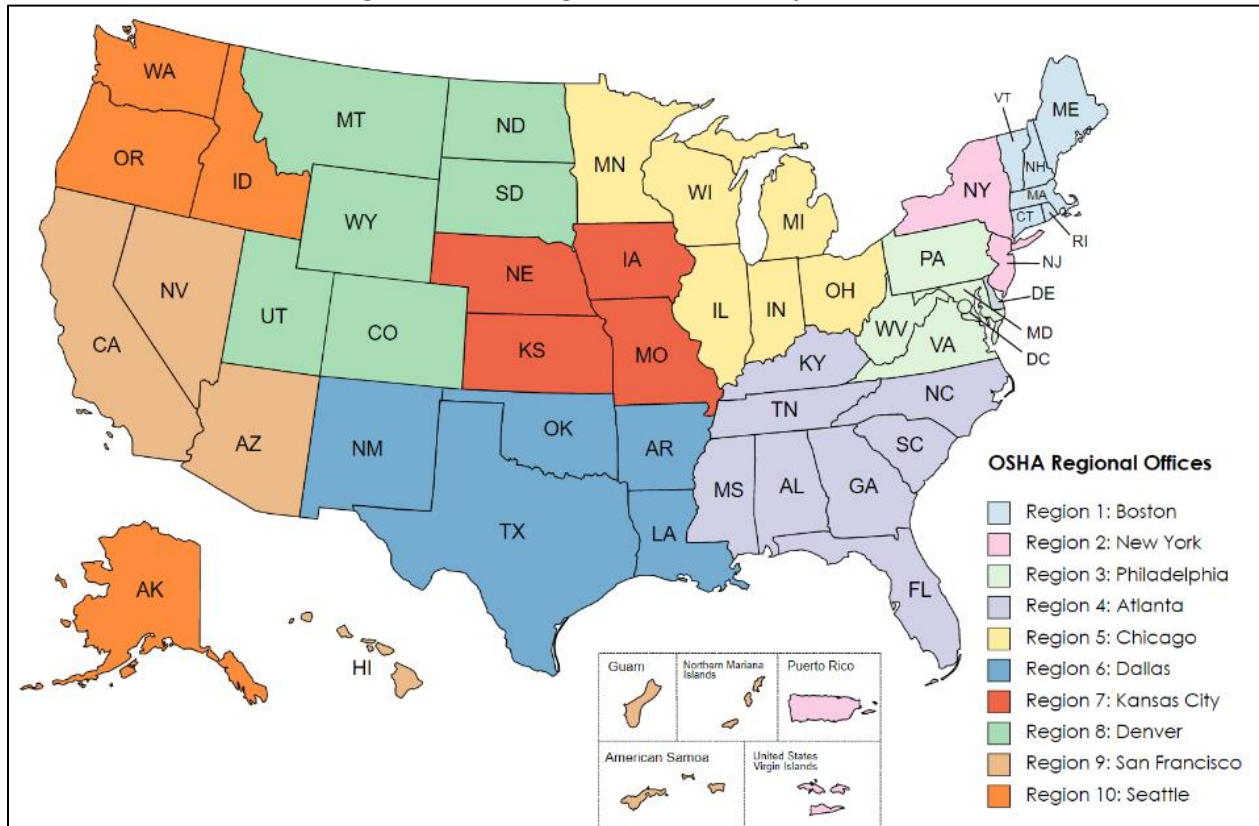 WA
MT
ND
MN
VT
ME
OR
ID
SD
WI
NH
NY
MA
WY
MI
CT
RI
NE
IA
PA
NJ
NV
OH
DE
UT
IL
IN
MD
CO
WV
DC
CA
KS
MO
VA
KY
NC
TN
OK
AZ
NM
AR
SC
MS
AL
GA
TX
LA
FL
AK
HI
OSHA Regional Offices
Region 1: Boston
Region 2: New York
Region 3: Philadelphia
Region 4: Atlanta
Region 5: Chicago
Region 6: Dallas
Region 7: Kansas City
Region 8: Denver
Region 9: San Francisco
Region 10: Seattle
Guam
Northern Mariana
Islands
Puerto Rico
American Samoa
United States
Virgin Islands